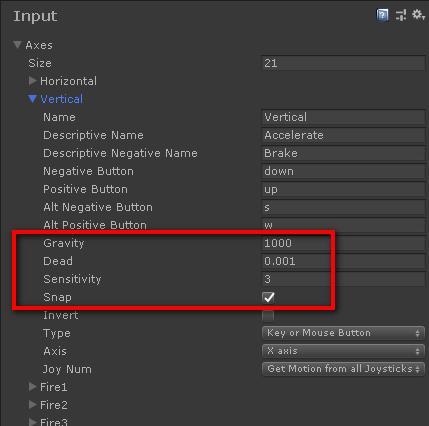 Input
Axes
Size 21
Horizontal
Vertical
Name Vertical
Descriptive Name Accelerate
Descriptive Negative Name Brake
Negative Button down
Positive Button up
Alt Negative Button s
Alt Positive Button w
Gravity 1000
Dead 0.001
Sensitivity 3
Snap
Invert
Type Key or Mouse Button
Axis X axis
Joy Num Get Motion from all Joysticks
Fire1
Fire2
Fire3